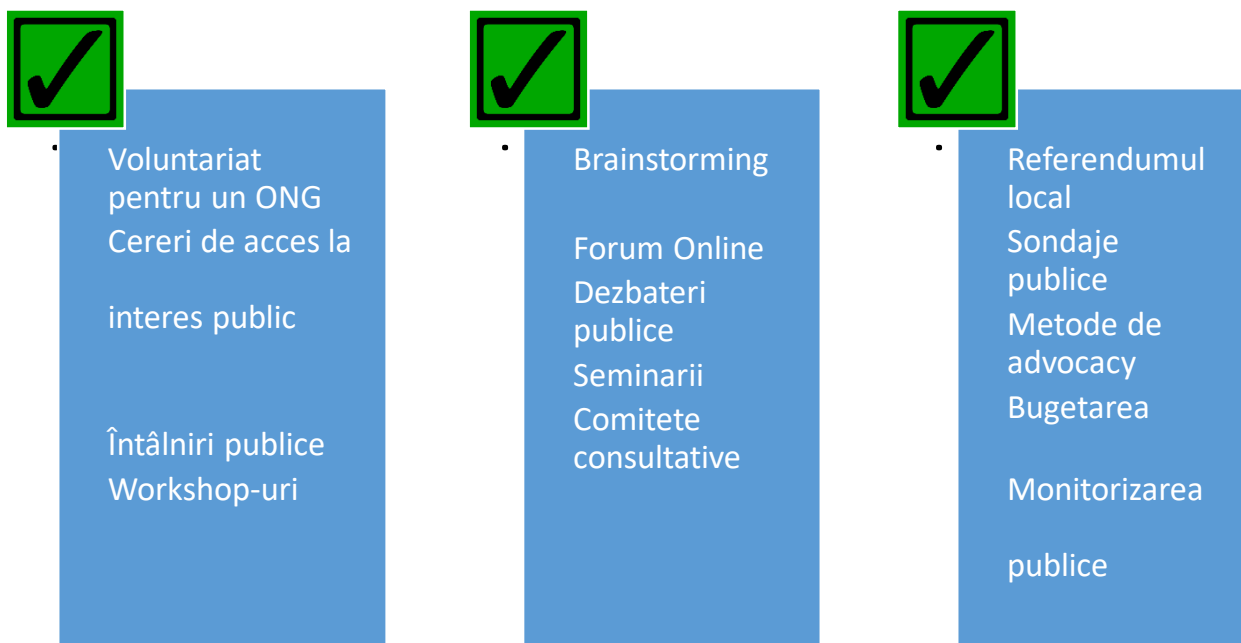 Voluntariat
pentru un ONG
Cereri de acces la
interes public
Întâlniri publice
Workshop-uri
Brainstorming
Forum Online
Dezbateri
publice
Seminarii
Comitete
consultative
Referendumul
local
Sondaje
publice
Metode de
advocacy
Bugetarea
Monitorizarea
publice